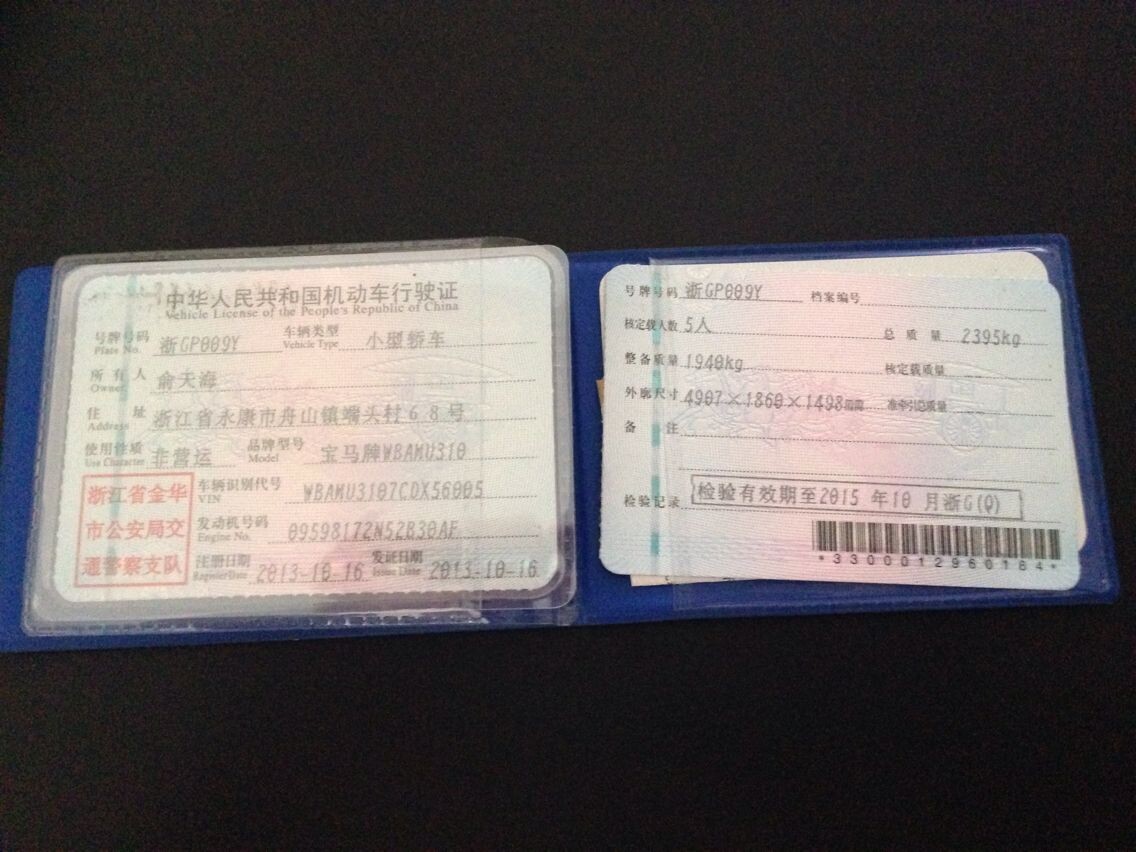 中华人民共和国机动车行驶证
Vehicle License of the People's Republic of China
号牌号码 Plate No. 浙GP009Y 车辆类型 Vehicle Type 小型轿车
所有人 Owner 俞天海
住址 Address 浙江省永康市舟山镇端头村68号
使用性质 Use Character 非营运 品牌型号 Model 宝马牌WBAMU310
浙江省金华
市公安局交
通警察支队
车辆识别代号 VIN WBAMU3107CDX56005
发动机号码 Engine No. 09598172N52B30AF
注册日期 Register Date 2013-10-16 发证日期 Issue Date 2013-10-16
号牌号码 浙GP009Y 档案编号
核定载人数 5人 总质量 2395kg
整备质量 1940kg 核定载质量
外廓尺寸 4907×1860×1498mm 准牵引总质量
备注
检验记录 检验有效期至2015年10月浙G(Q)
*3300012960184*